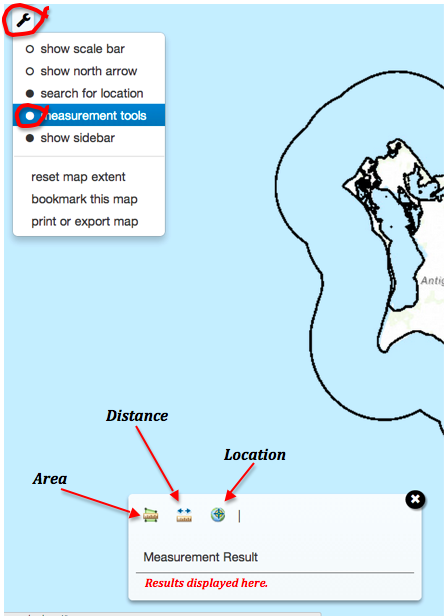 show scale bar
show north arrow
search for location
measurement tools
show sidebar
reset map extent
bookmark this map
print or export map
Antig
Distance
Location
Area
Measurement Result
Results displayed here.